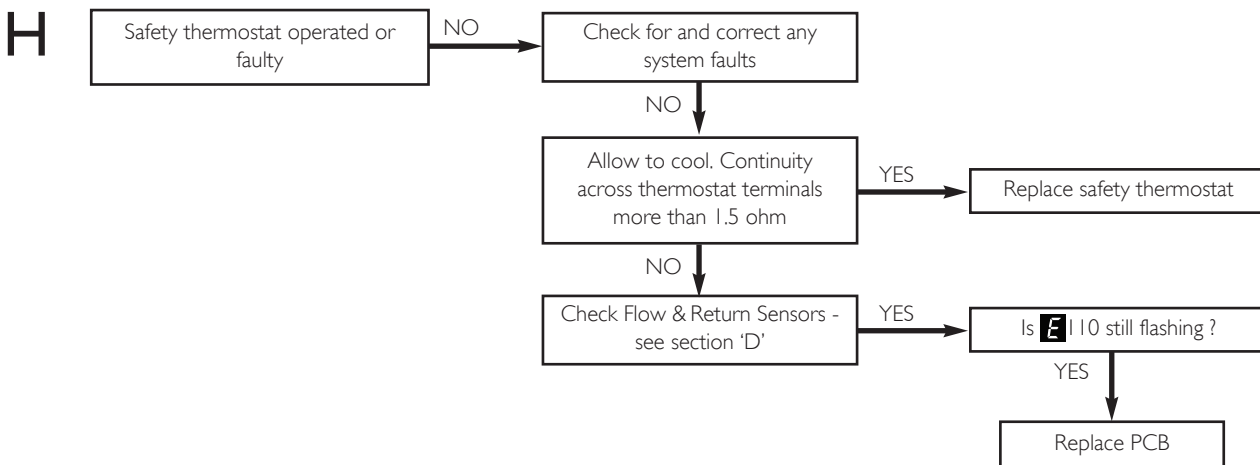 H
Safety thermostat operated or
faulty
NO
Check for and correct any
system faults
NO
Allow to cool. Continuity
across thermostat terminals
more than 1.5 ohm
YES
Replace safety thermostat
NO
Check Flow & Return Sensors -
see section ‘D’
YES
Is E110 still flashing ?
YES
Replace PCB